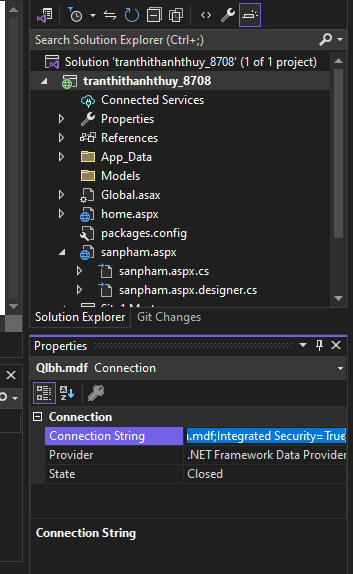 Search Solution Explorer (Ctrl+;)
Solution 'tranthithanhthuy_8708' (1 of 1 project)
tranthithanhthuy_8708
Connected Services
Properties
References
App_Data
Models
Global.asax
home.aspx
packages.config
sanpham.aspx
sanpham.aspx.cs
sanpham.aspx.designer.cs
Solution Explorer Git Changes
Properties
Qlbh.mdf Connection
Connection
Connection String .mdf;Integrated Security=True
Provider .NET Framework Data Provider
State Closed
Connection String